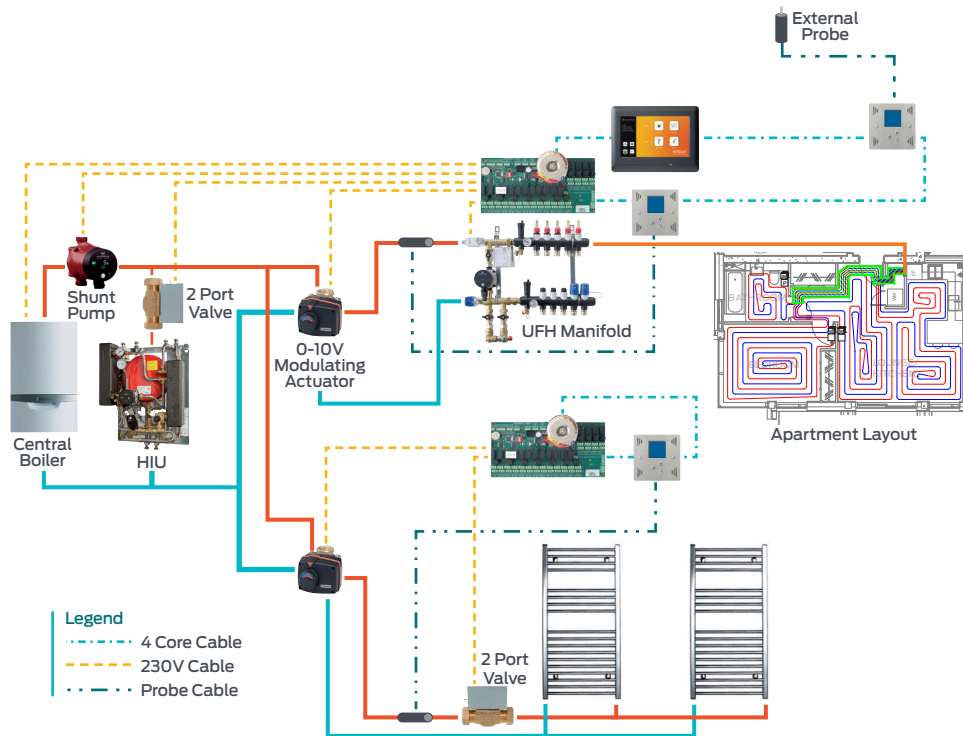 External
Probe
Shunt
Pump
2 Port
Valve
0-10V
Modulating
Actuator
UFH Manifold
Central
Boiler
HIU
Apartment Layout
Legend
4 Core Cable
230V Cable
Probe Cable
2 Port
Valve